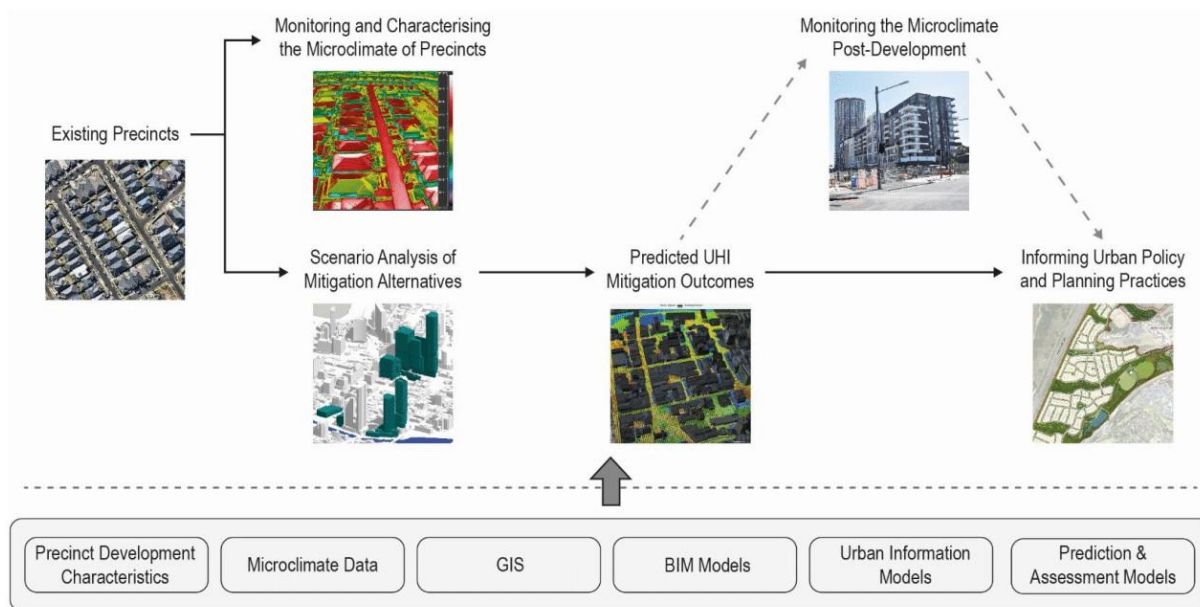 Monitoring and Characterising
the Microclimate of Precincts
Monitoring the Microclimate
Post-Development
Existing Precincts
Scenario Analysis of
Mitigation Alternatives
Predicted UHI
Mitigation Outcomes
Informing Urban Policy
and Planning Practices
Precinct Development
Characteristics
Microclimate Data
GIS
BIM Models
Urban Information
Models
Prediction &
Assessment Models